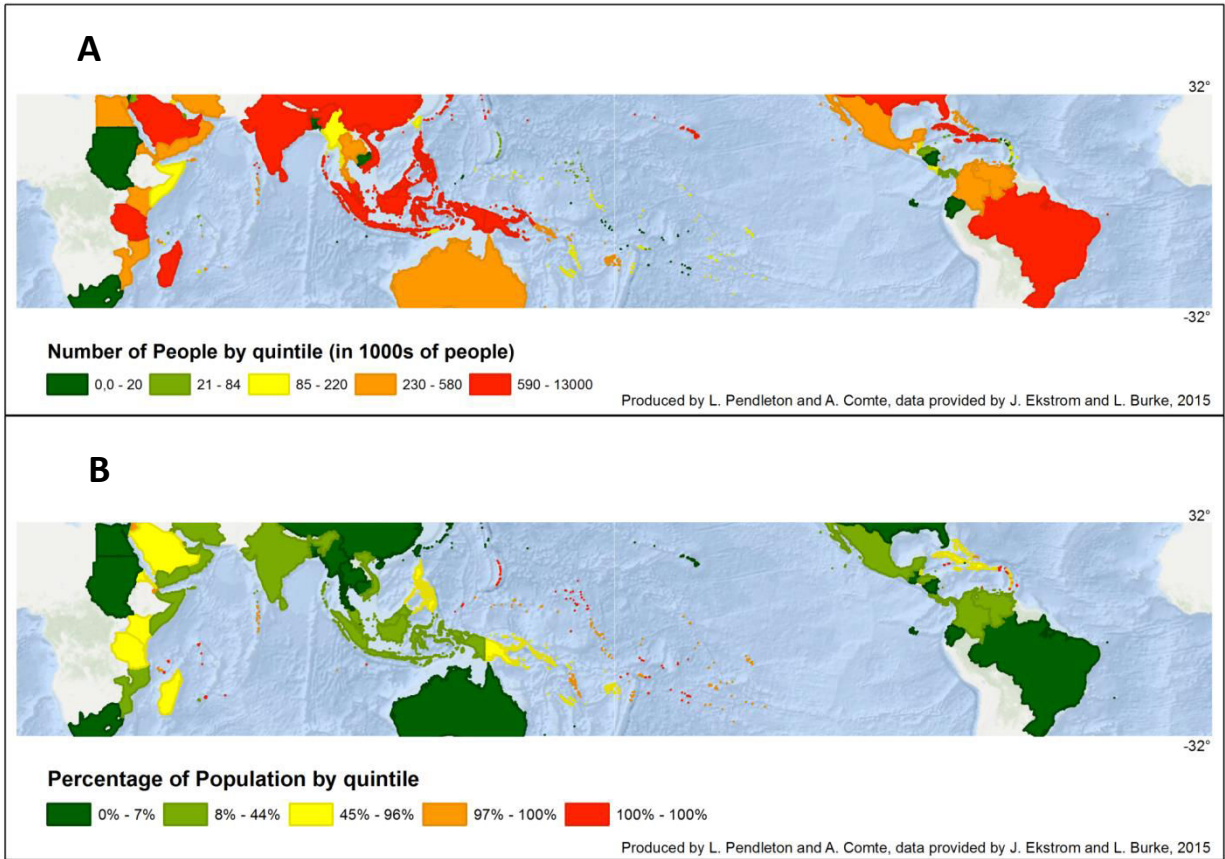 A
32°
-32°
Number of People by quintile (in 1000s of people)
0,0 - 20 21 - 84 85 - 220 230 - 580 590 - 13000
Produced by L. Pendleton and A. Comte, data provided by J. Ekstrom and L. Burke, 2015
B
32°
-32°
Percentage of Population by quintile
0% - 7% 8% - 44% 45% - 96% 97% - 100% 100% - 100%
Produced by L. Pendleton and A. Comte, data provided by J. Ekstrom and L. Burke, 2015